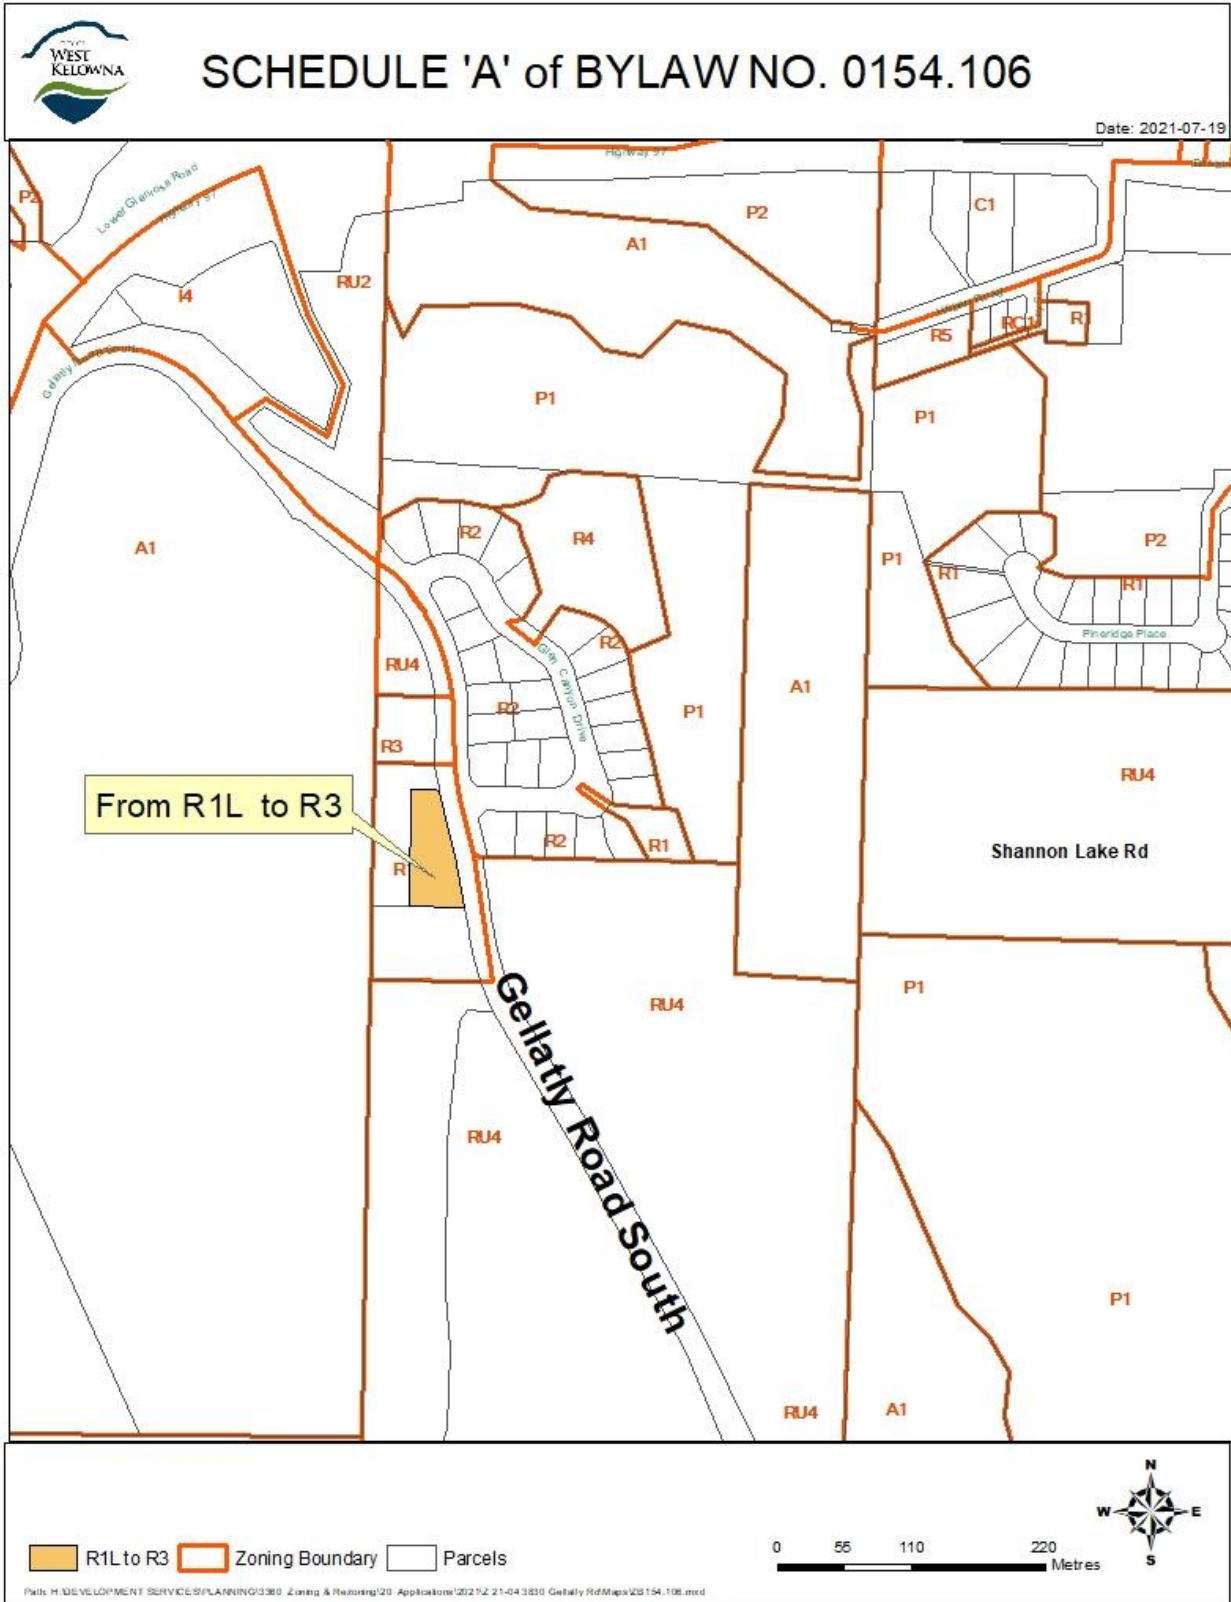 CITY OF
WEST
KELOWNA
SCHEDULE 'A' of BYLAW NO. 0154.106
Date: 2021-07-19
Highway 97
Lower Glenrosa Road
Highway 97
P2
C1
P2
A1
RU2
I4
R5
RC1
R1
P1
P1
A1
R2
R4
P1
P2
R1
R1
Pineridge Place
R2
Glen Canyon Drive
RU4
R2
P1
A1
R3
RU4
From R1L to R3
R2
R1
Shannon Lake Rd
R
P1
RU4
Gellatly Road South
RU4
P1
RU4
A1
N
W
E
S
R1L to R3
Zoning Boundary
Parcels
0 55 110 220
Metres